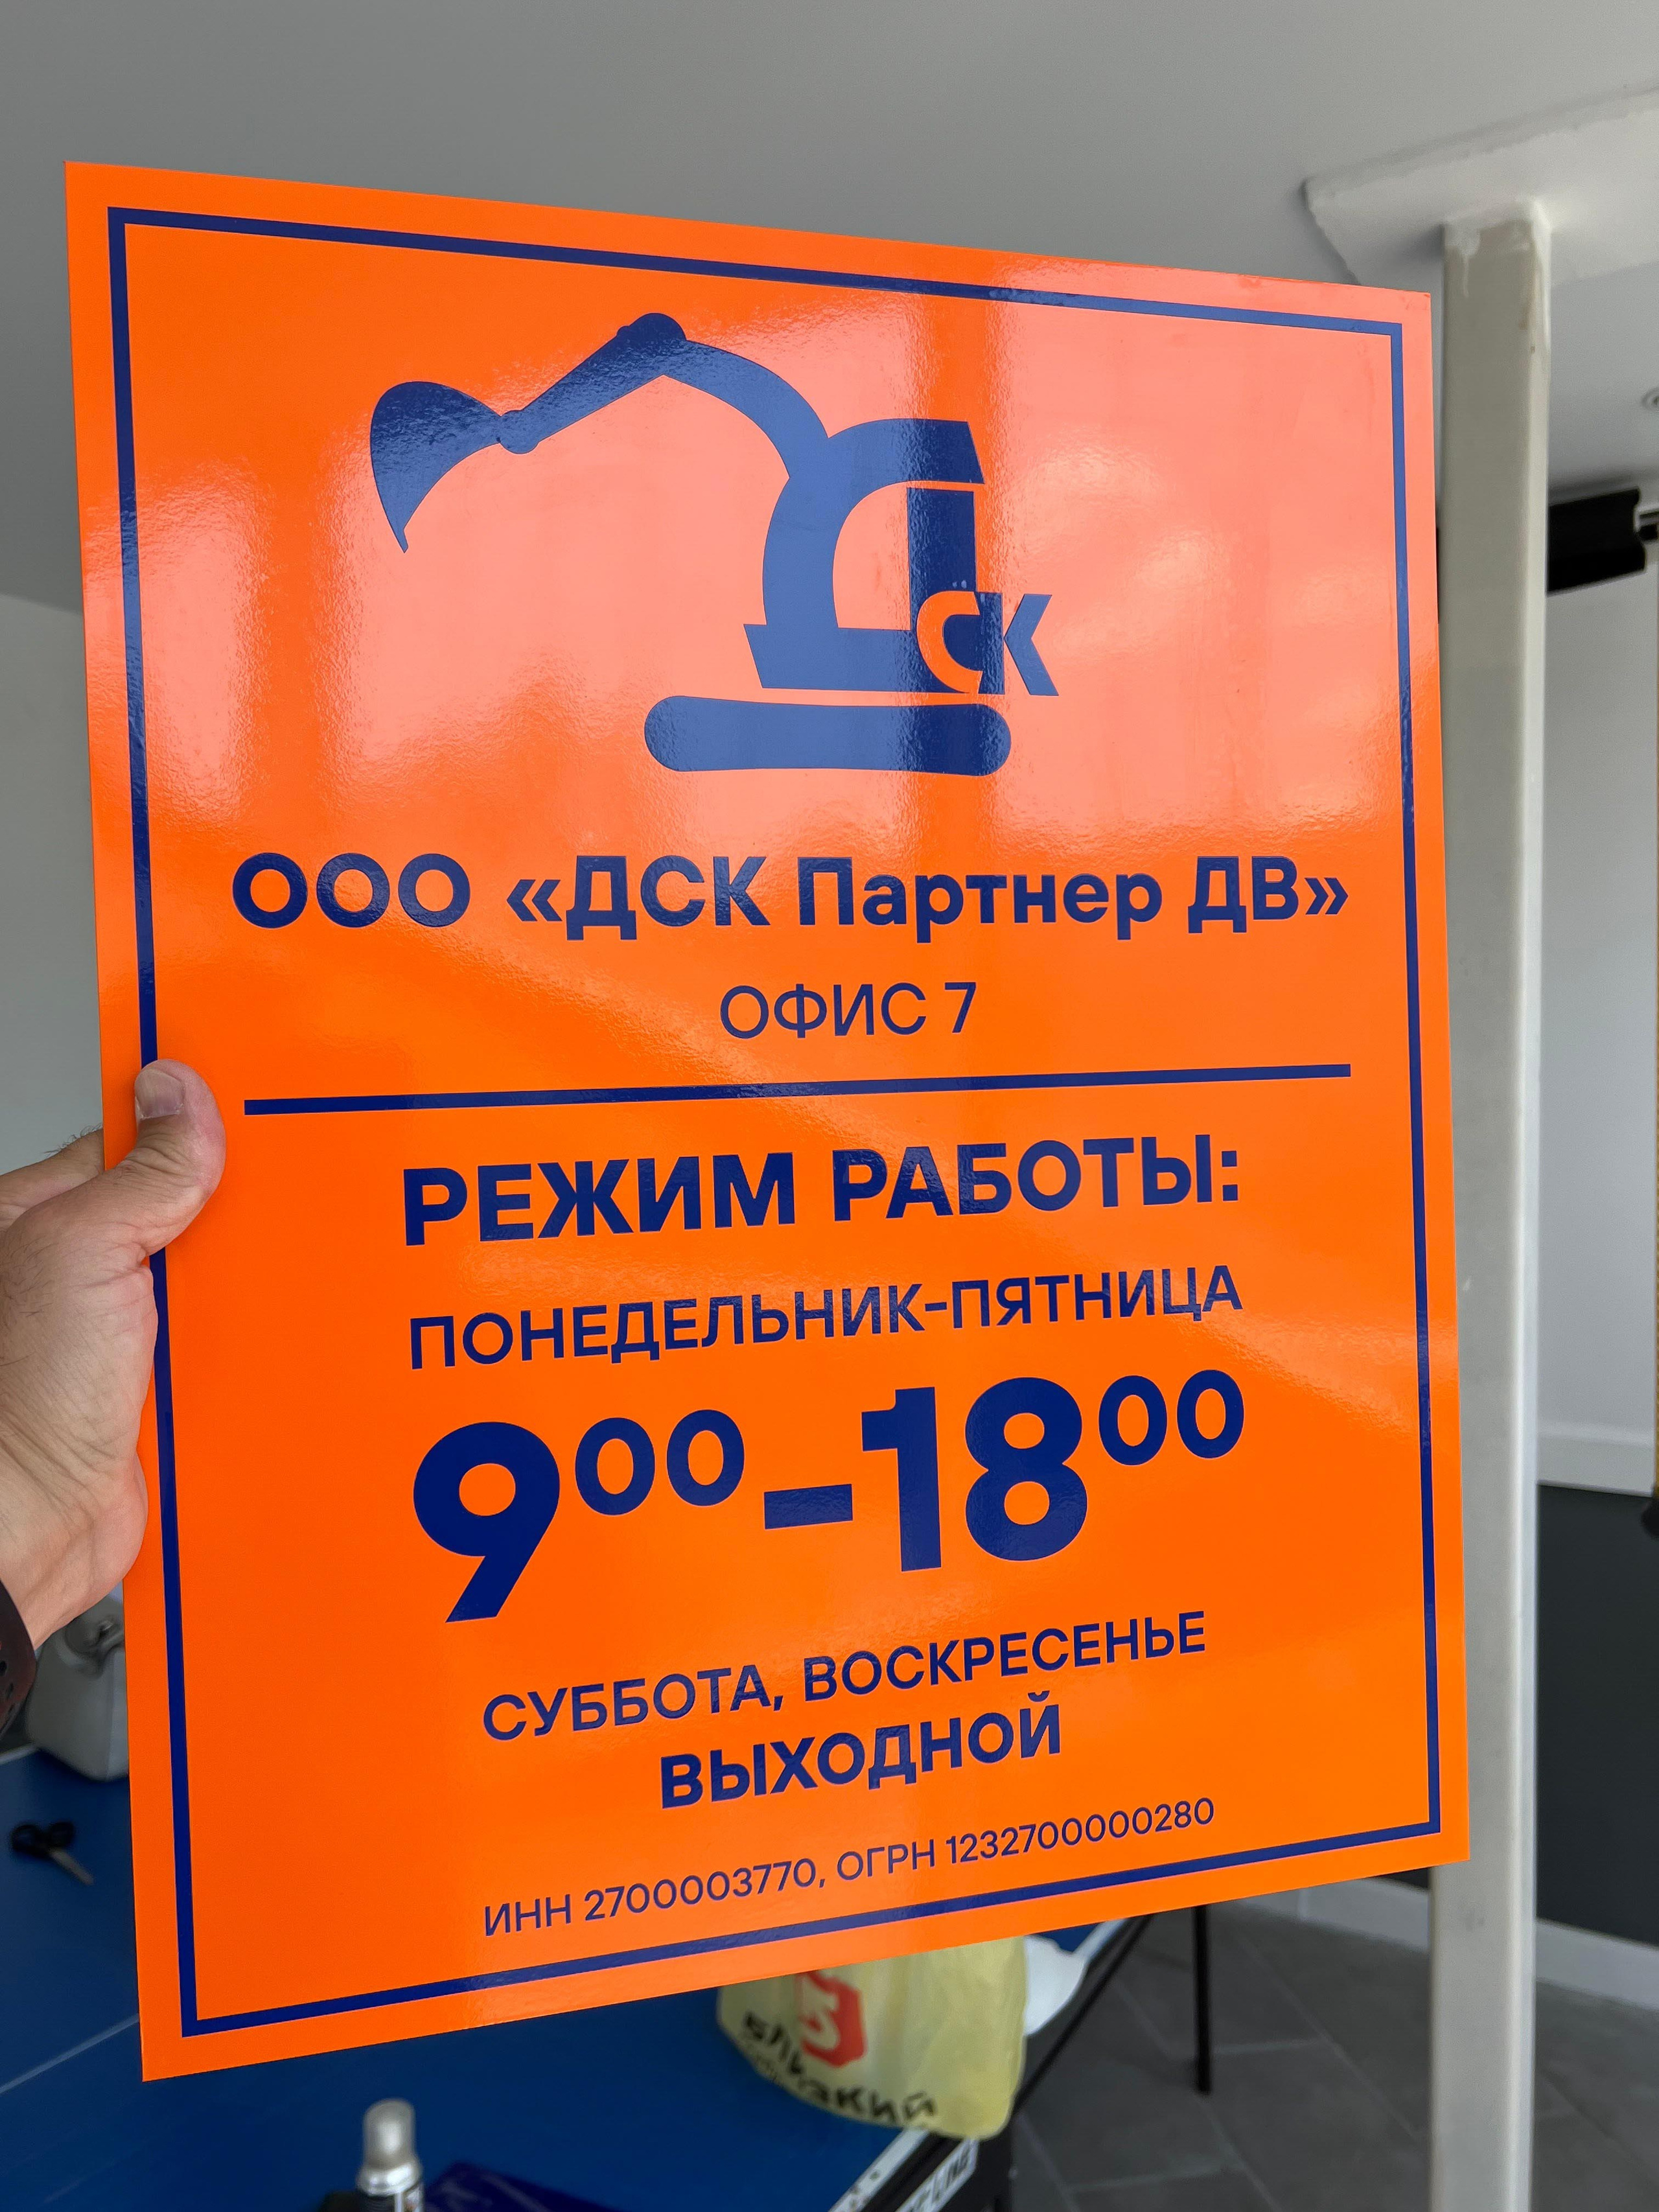 ДСК
ООО «ДСК Партнер ДВ»
ОФИС 7
РЕЖИМ РАБОТЫ:
ПОНЕДЕЛЬНИК-ПЯТНИЦА
9⁰⁰-18⁰⁰
СУББОТА, ВОСКРЕСЕНЬЕ
ВЫХОДНОЙ
ИНН 2700003770, ОГРН 1232700000280
5